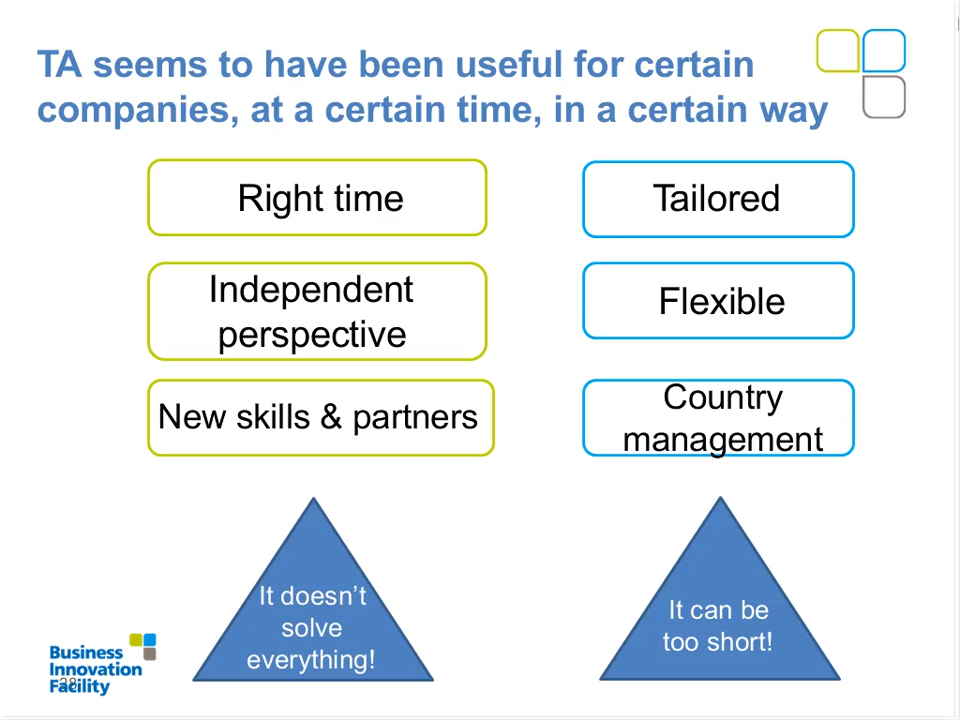 TA seems to have been useful for certain
companies, at a certain time, in a certain way
Right time
Tailored
Independent
perspective
Flexible
New skills & partners
Country
management
It doesn’t
solve
everything!
It can be
too short!
Business
Innovation
Facility
28